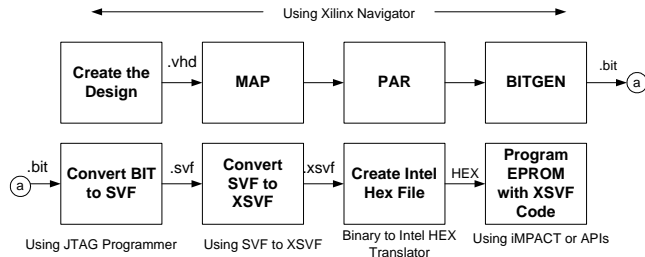 Using Xilinx Navigator
Create the
Design
.vhd
MAP
PAR
BITGEN
.bit
a
a
.bit
Convert BIT
to SVF
.svf
Convert
SVF to
XSVF
.xsvf
Create Intel
Hex File
HEX
Program
EPROM
with XSVF
Code
Using JTAG Programmer
Using SVF to XSVF
Binary to Intel HEX
Translator
Using iMPACT or APIs